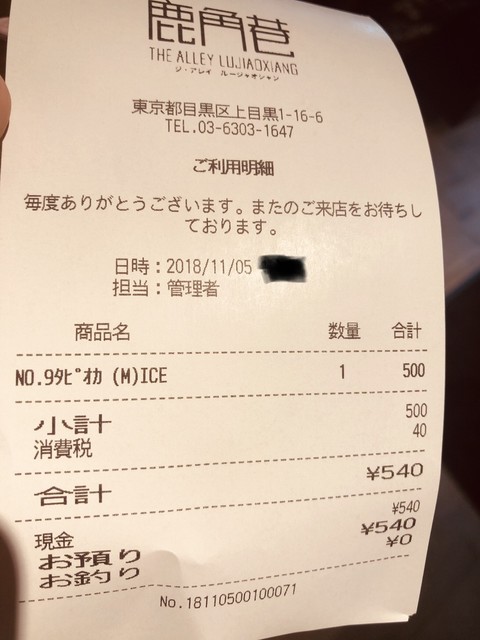 鹿角巷
THE ALLEY LUJIAOXIANG
ジ・アレイ ルージャオシャン
東京都目黒区上目黒1-16-6
TEL.03-6303-1647
ご利用明細
毎度ありがとうございます。またのご来店をお待ちし
ております。
日時：2018/11/05
担当：管理者
商品名 数量 合計
NO.9ﾀﾋﾟｵｶ (M)ICE 1 500
小計 500
消費税 40
合計 ¥540
現金 ¥540
お預り ¥540
お釣り ¥0
No.18110500100071